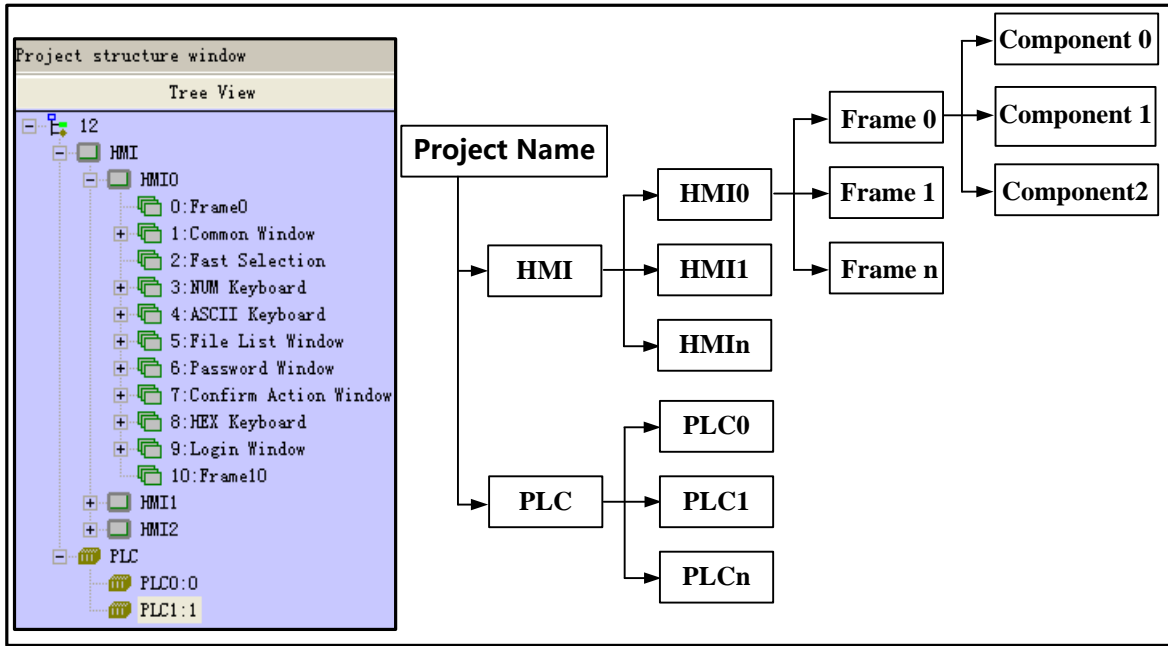 Project structure window
Tree View
12
HMI
HMI0
0:Frame0
1:Common Window
2:Fast Selection
3:NUM Keyboard
4:ASCII Keyboard
5:File List Window
6:Password Window
7:Confirm Action Window
8:HEX Keyboard
9:Login Window
10:Frame10
HMI1
HMI2
PLC
PLC0:0
PLC1:1
Project Name
HMI
HMI0
HMI1
HMIn
Frame 0
Frame 1
Frame n
Component 0
Component 1
Component2
PLC
PLC0
PLC1
PLCn